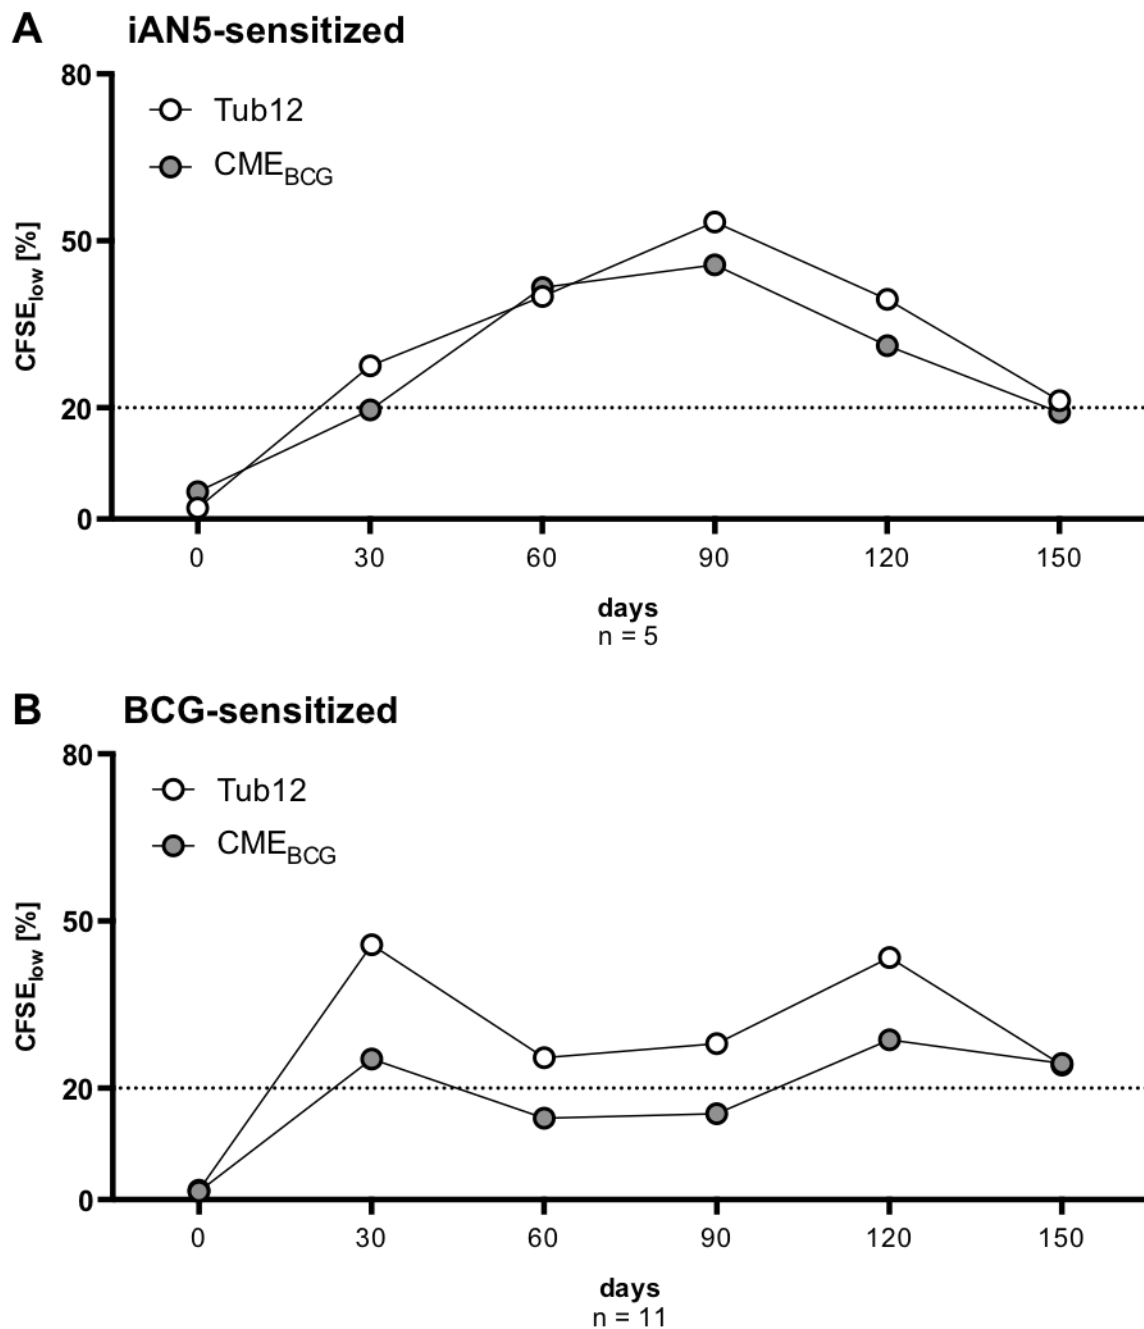 A iAN5-sensitized
80
Tub12
CMEBCG
50
CFSElow [%]
20
0
0 30 60 90 120 150
days
n = 5
B BCG-sensitized
80
Tub12
CMEBCG
50
CFSElow [%]
20
0
0 30 60 90 120 150
days
n = 11